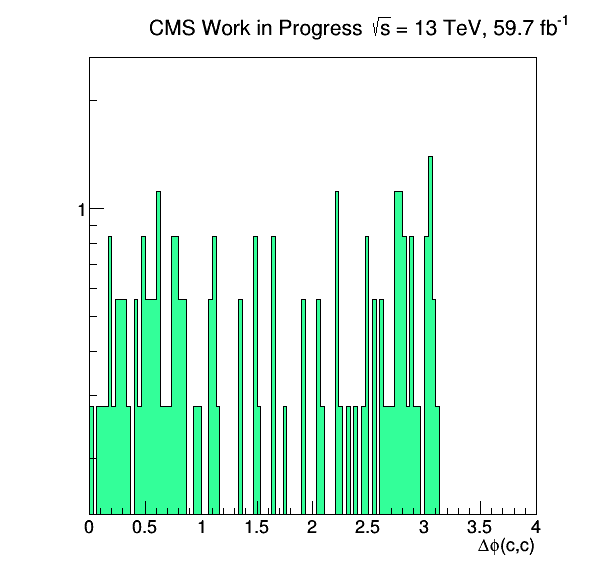 CMS Work in Progress √s = 13 TeV, 59.7 fb⁻¹
1
0 0.5 1 1.5 2 2.5 3 3.5 4
Δϕ(c,c)